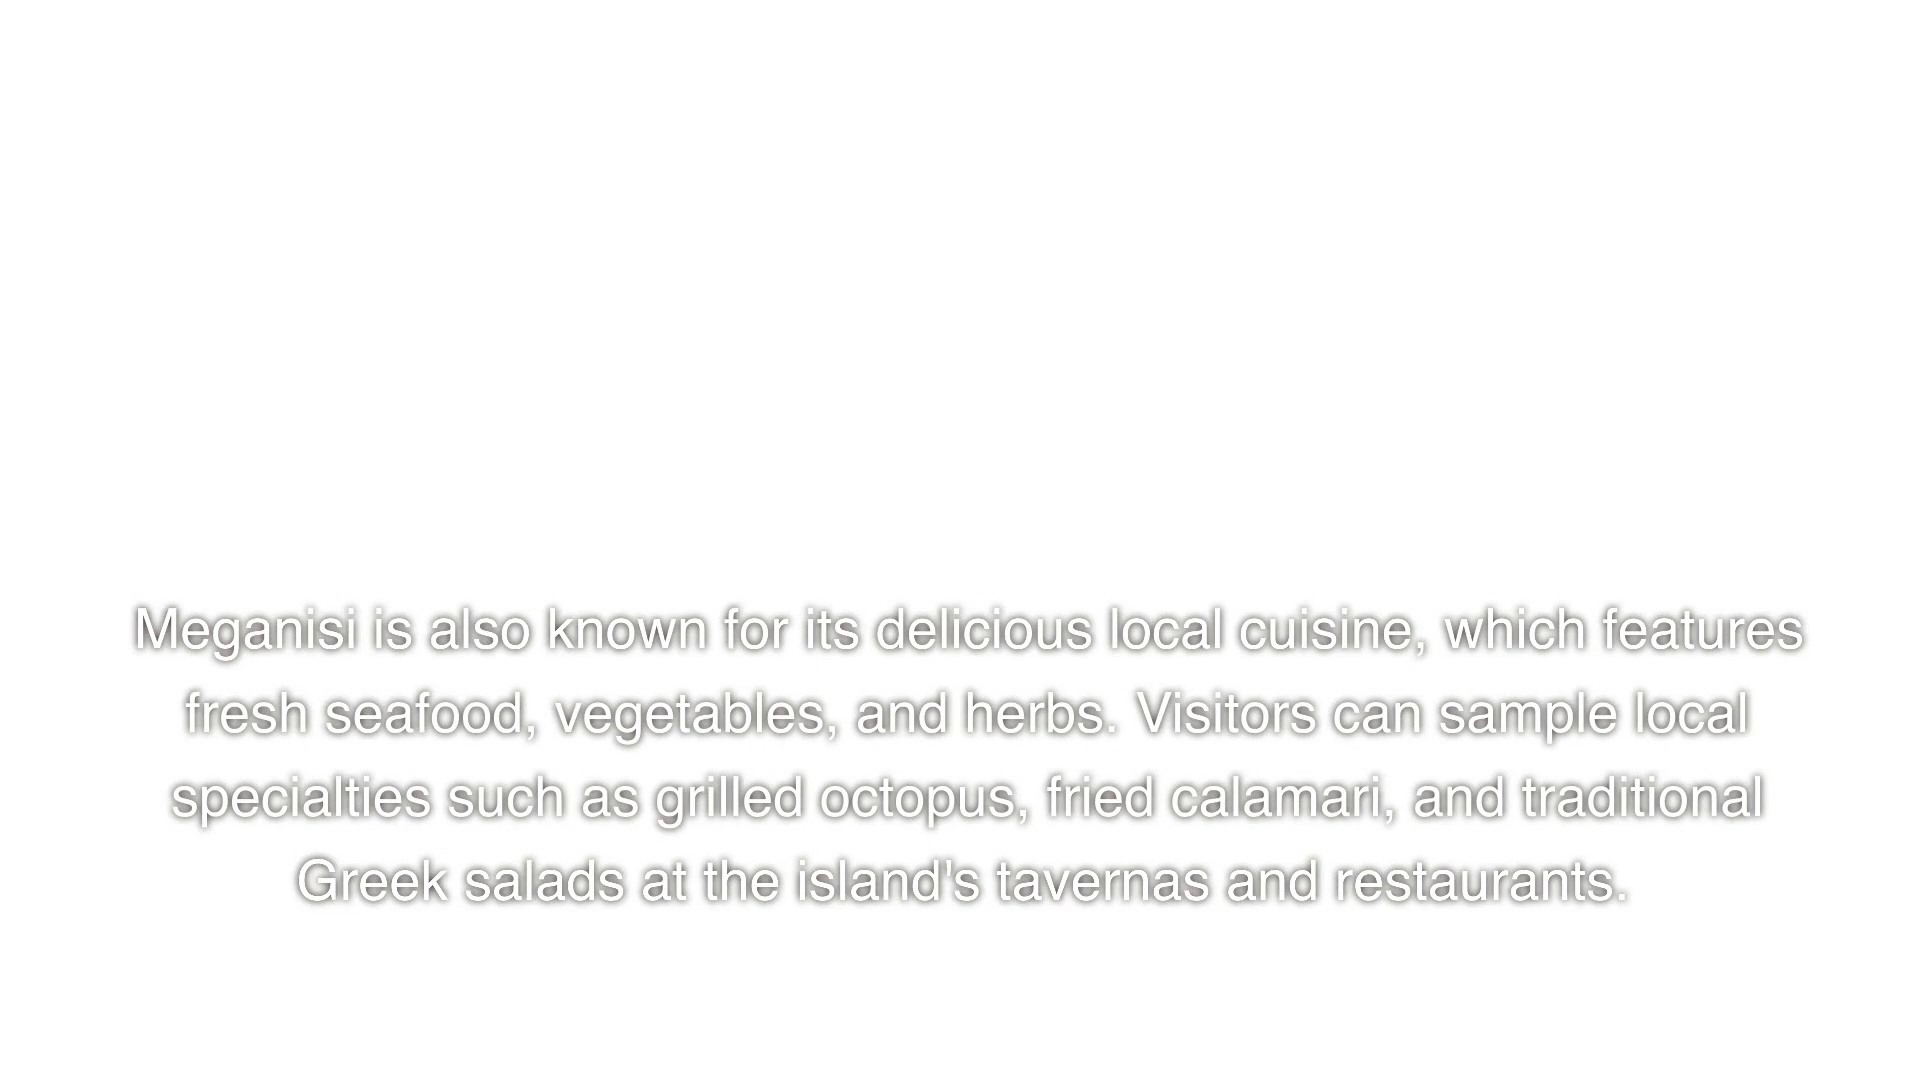 Meganisi is also known for its delicious local cuisine, which features
fresh seafood, vegetables, and herbs. Visitors can sample local
specialties such as grilled octopus, fried calamari, and traditional
Greek salads at the island's tavernas and restaurants.